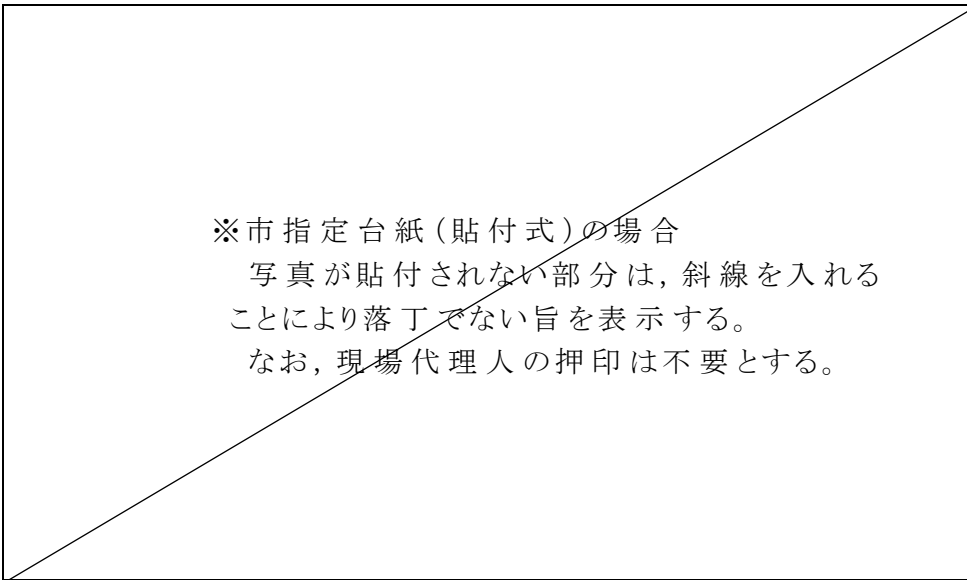 ※市指定台紙(貼付式)の場合
写真が貼付されない部分は,斜線を入れる
ことにより落丁でない旨を表示する。
なお,現場代理人の押印は不要とする。